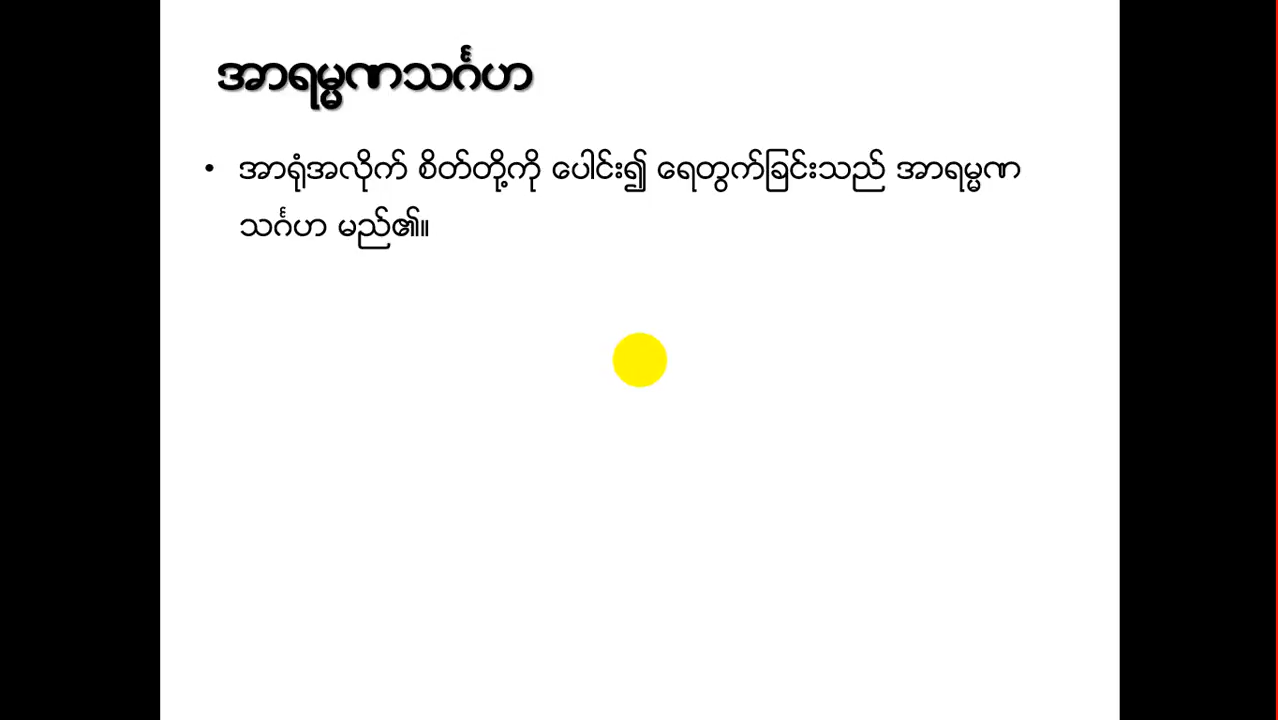 အာရမ္မဏသင်္ဂဟ
• အာရုံအလိုက် စိတ်တို့ကို ပေါင်း၍ ရေတွက်ခြင်းသည် အာရမ္မဏ
သင်္ဂဟ မည်၏။